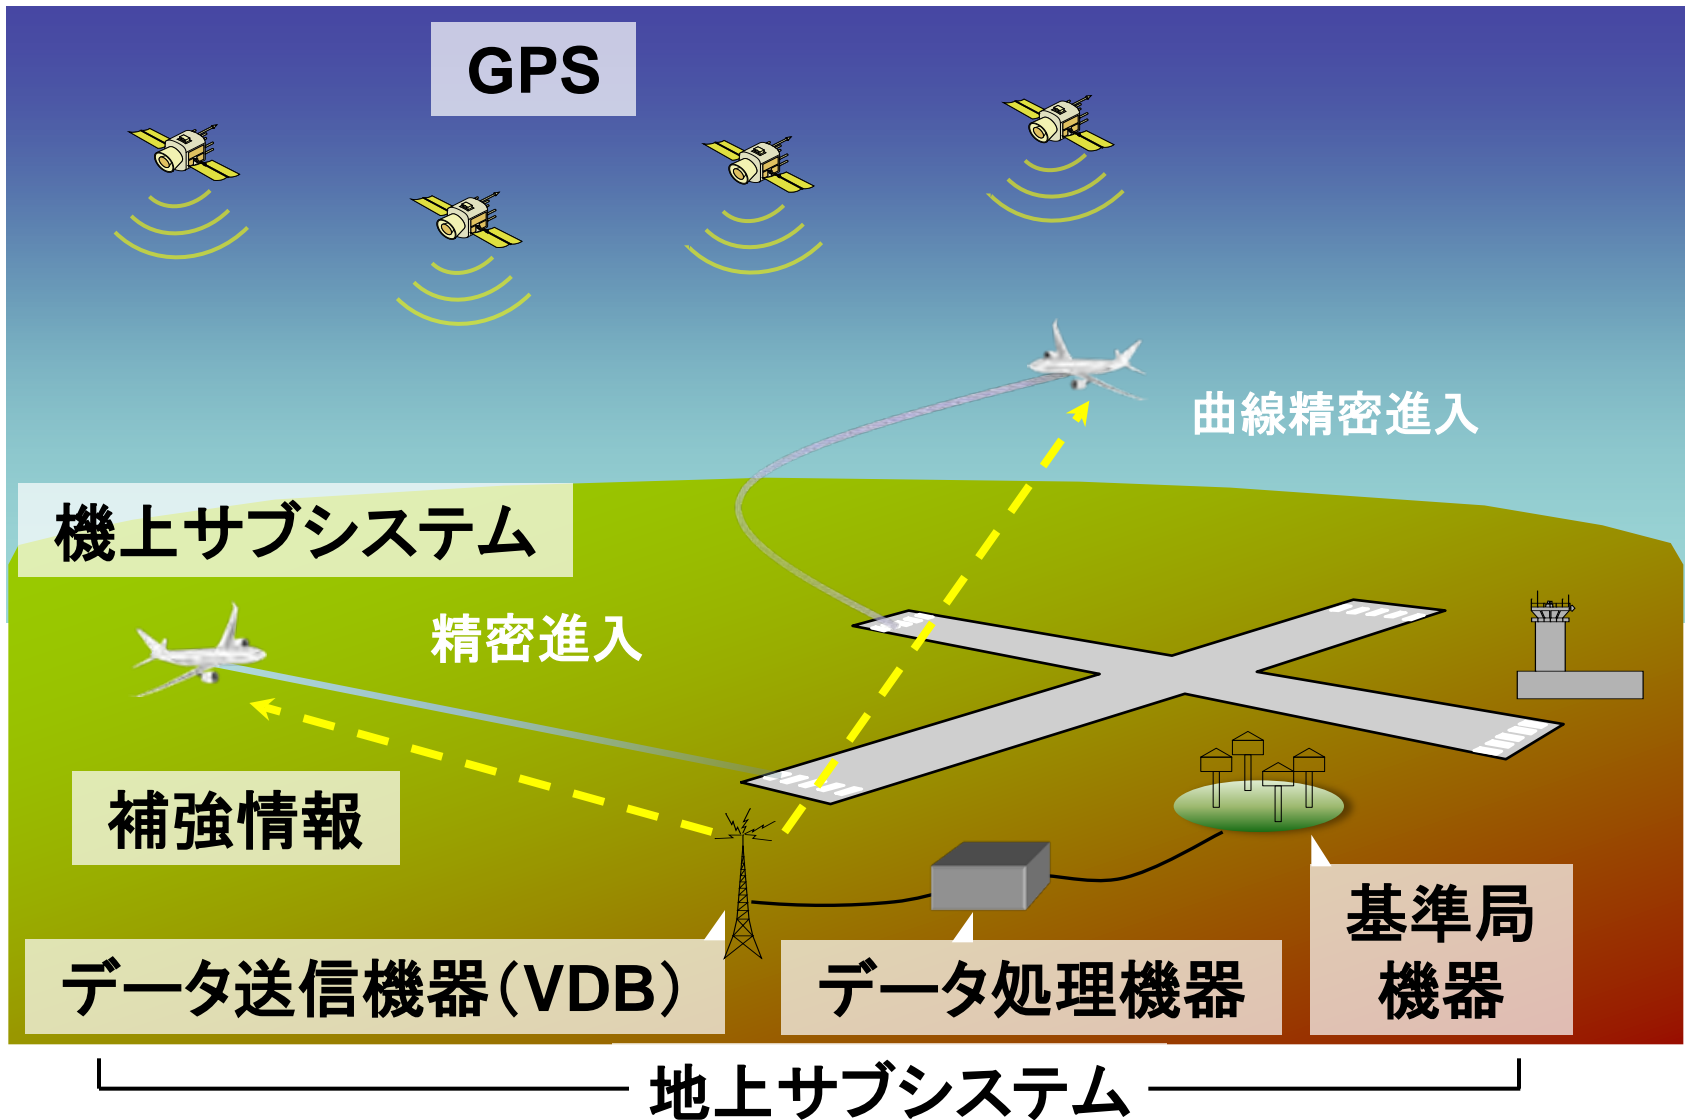 GPS
曲線精密進入
機上サブシステム
精密進入
補強情報
基準局
機器
データ送信機器(VDB)
データ処理機器
地上サブシステム